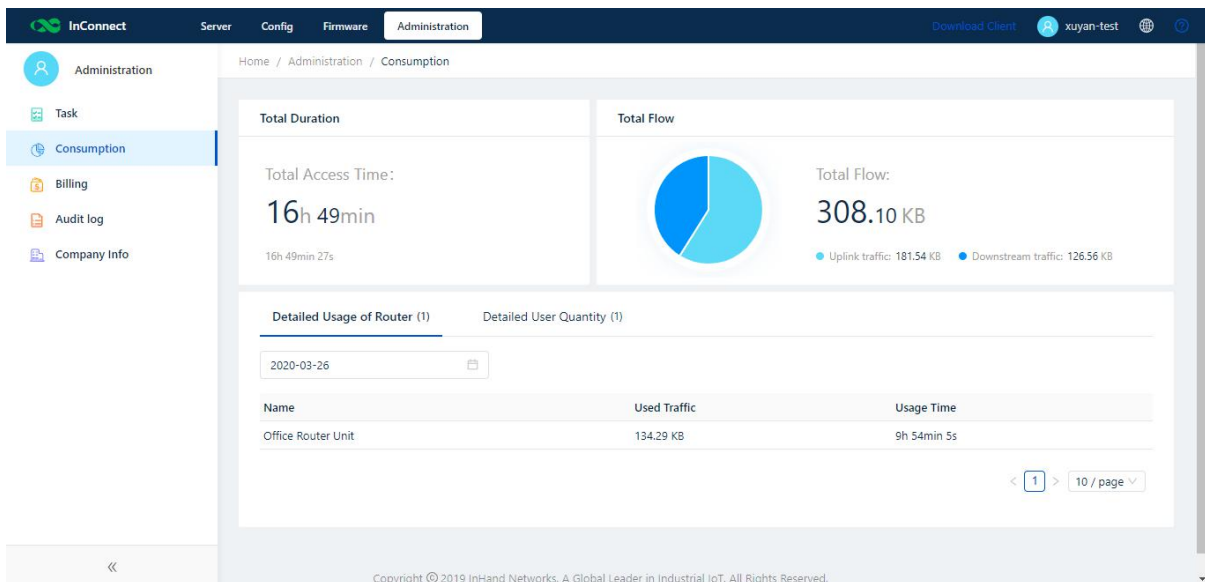 InConnect Server Config Firmware Administration Download Client xuyan-test
Administration
Home / Administration / Consumption
Task
Consumption
Billing
Audit log
Company Info
Total Duration
Total Access Time:
16h 49min
16h 49min 27s
Total Flow
Total Flow:
308.10 KB
Uplink traffic: 181.54 KB Downstream traffic: 126.56 KB
Detailed Usage of Router (1) Detailed User Quantity (1)
2020-03-26
Name Used Traffic Usage Time
Office Router Unit 134.29 KB 9h 54min 5s
< 1 > 10 / page
Copyright © 2019 InHand Networks. A Global Leader in Industrial IoT. All Rights Reserved.